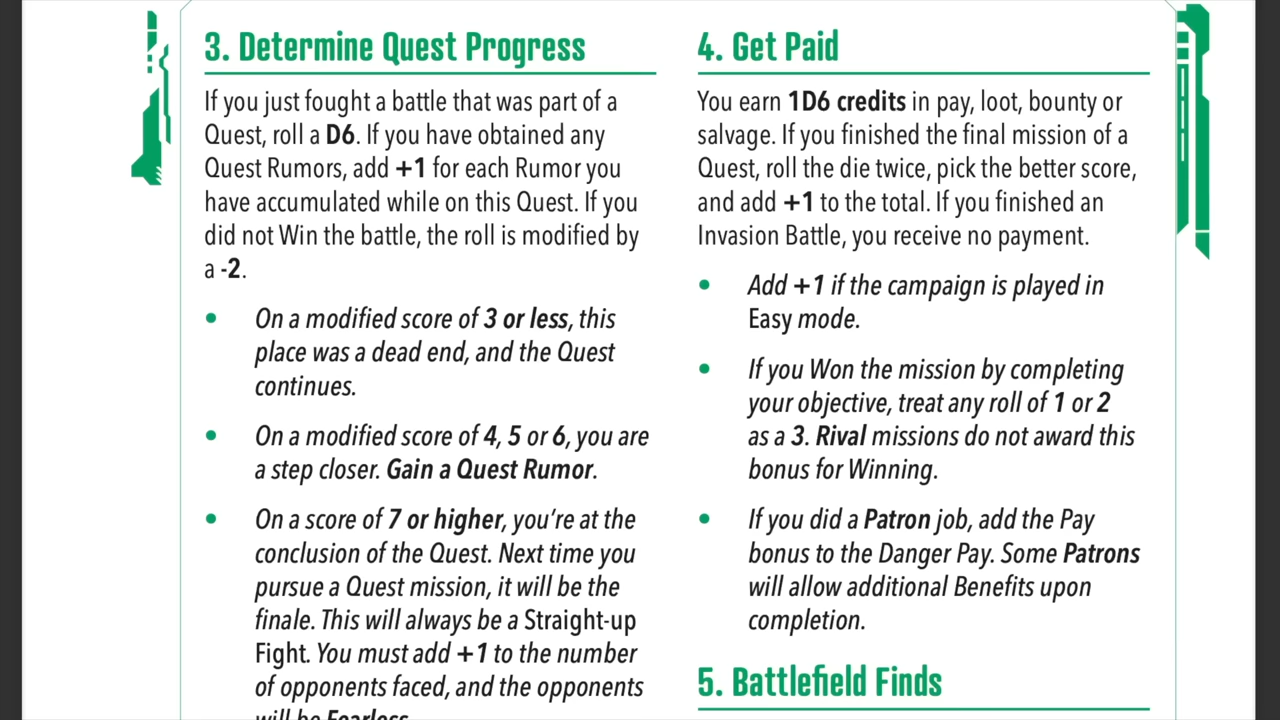 3. Determine Quest Progress
If you just fought a battle that was part of a
Quest, roll a D6. If you have obtained any
Quest Rumors, add +1 for each Rumor you
have accumulated while on this Quest. If you
did not Win the battle, the roll is modified by
a -2.
• On a modified score of 3 or less, this
place was a dead end, and the Quest
continues.
• On a modified score of 4, 5 or 6, you are
a step closer. Gain a Quest Rumor.
• On a score of 7 or higher, you’re at the
conclusion of the Quest. Next time you
pursue a Quest mission, it will be the
finale. This will always be a Straight-up
Fight. You must add +1 to the number
of opponents faced, and the opponents
will be Fearless.
4. Get Paid
You earn 1D6 credits in pay, loot, bounty or
salvage. If you finished the final mission of a
Quest, roll the die twice, pick the better score,
and add +1 to the total. If you finished an
Invasion Battle, you receive no payment.
• Add +1 if the campaign is played in
Easy mode.
• If you Won the mission by completing
your objective, treat any roll of 1 or 2
as a 3. Rival missions do not award this
bonus for Winning.
• If you did a Patron job, add the Pay
bonus to the Danger Pay. Some Patrons
will allow additional Benefits upon
completion.
5. Battlefield Finds